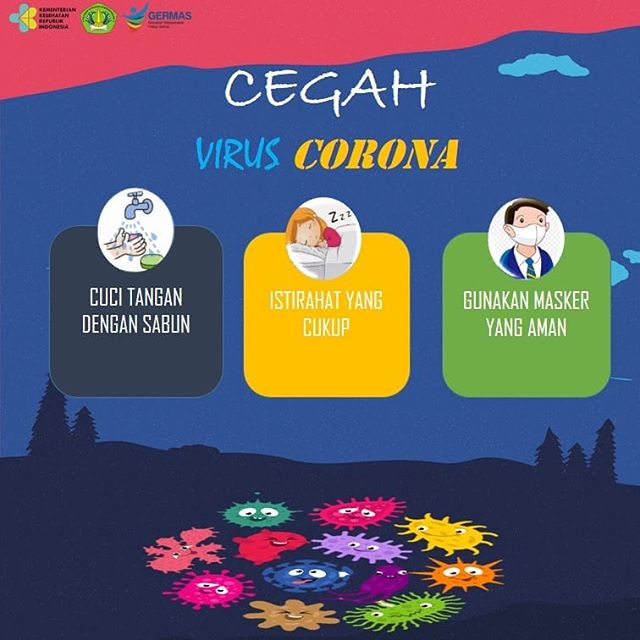 KEMENTERIAN
KESEHATAN
REPUBLIK
INDONESIA
GERMAS
CEGAH
VIRUS CORONA
CUCI TANGAN
DENGAN SABUN
Zzz
ISTIRAHAT YANG
CUKUP
GUNAKAN MASKER
YANG AMAN